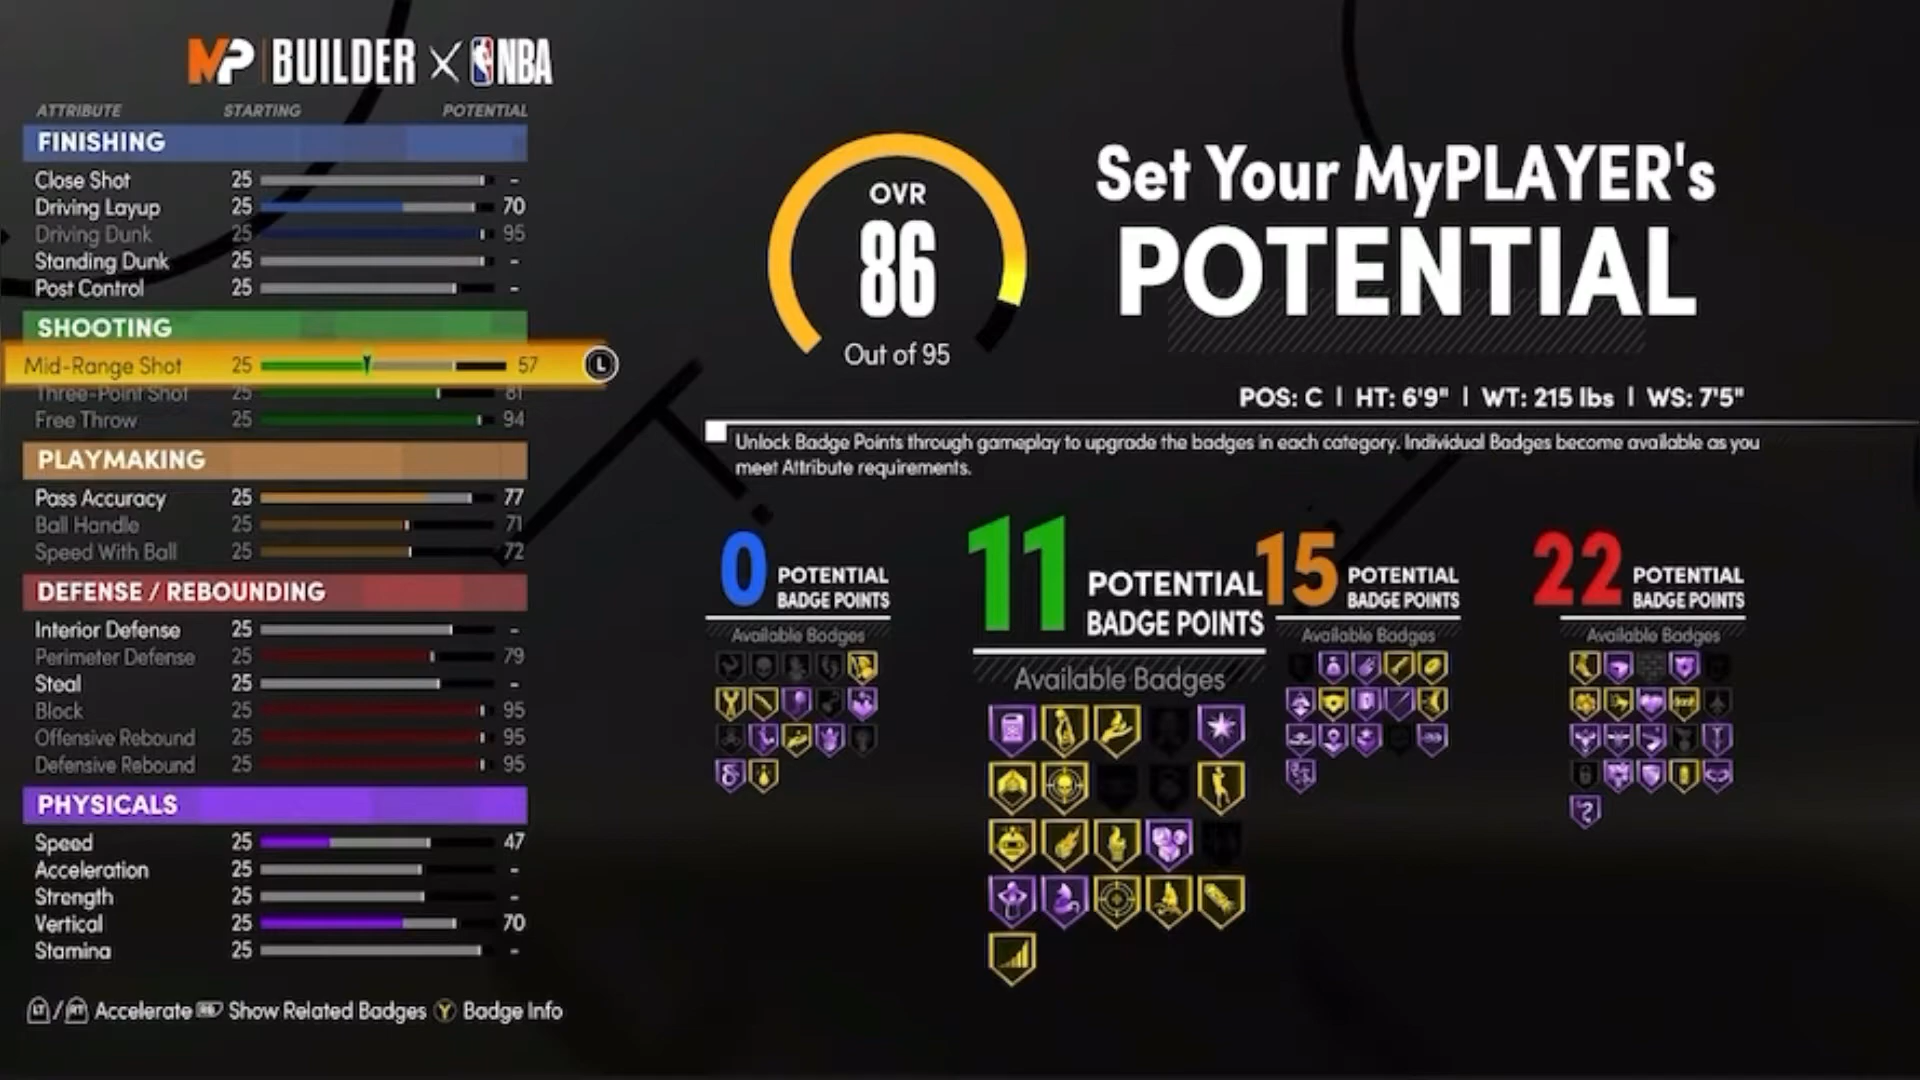 MP | BUILDER X NBA
ATTRIBUTE STARTING POTENTIAL
FINISHING
Close Shot 25 -
Driving Layup 25 70
Driving Dunk 25 95
Standing Dunk 25 -
Post Control 25 -
SHOOTING
Mid-Range Shot 25 57
L
Three-Point Shot 25 81
Free Throw 25 94
PLAYMAKING
Pass Accuracy 25 77
Ball Handle 25 71
Speed With Ball 25 72
DEFENSE / REBOUNDING
Interior Defense 25 -
Perimeter Defense 25 79
Steal 25 -
Block 25 95
Offensive Rebound 25 95
Defensive Rebound 25 95
PHYSICALS
Speed 25 47
Acceleration 25 -
Strength 25 -
Vertical 25 70
Stamina 25 -
LT / RT Accelerate RB Show Related Badges Y Badge Info
OVR
86
Out of 95
Set Your MyPLAYER's
POTENTIAL
POS: C | HT: 6'9" | WT: 215 lbs | WS: 7'5"
Unlock Badge Points through gameplay to upgrade the badges in each category. Individual Badges become available as you
meet Attribute requirements.
0 POTENTIAL
BADGE POINTS
Available Badges
11 POTENTIAL
BADGE POINTS
Available Badges
15 POTENTIAL
BADGE POINTS
Available Badges
22 POTENTIAL
BADGE POINTS
Available Badges